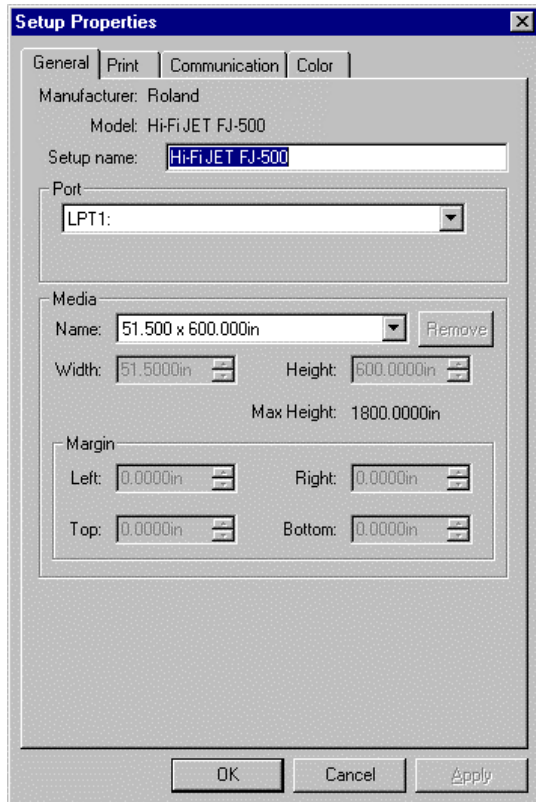 Setup Properties
General Print Communication Color
Manufacturer: Roland
Model: Hi-Fi JET FJ-500
Setup name: Hi-Fi JET FJ-500
Port
LPT1:
Media
Name: 51.500 x 600.000in Remove
Width: 51.5000in Height: 600.0000in
Max Height: 1800.0000in
Margin
Left: 0.0000in Right: 0.0000in
Top: 0.0000in Bottom: 0.0000in
OK Cancel Apply